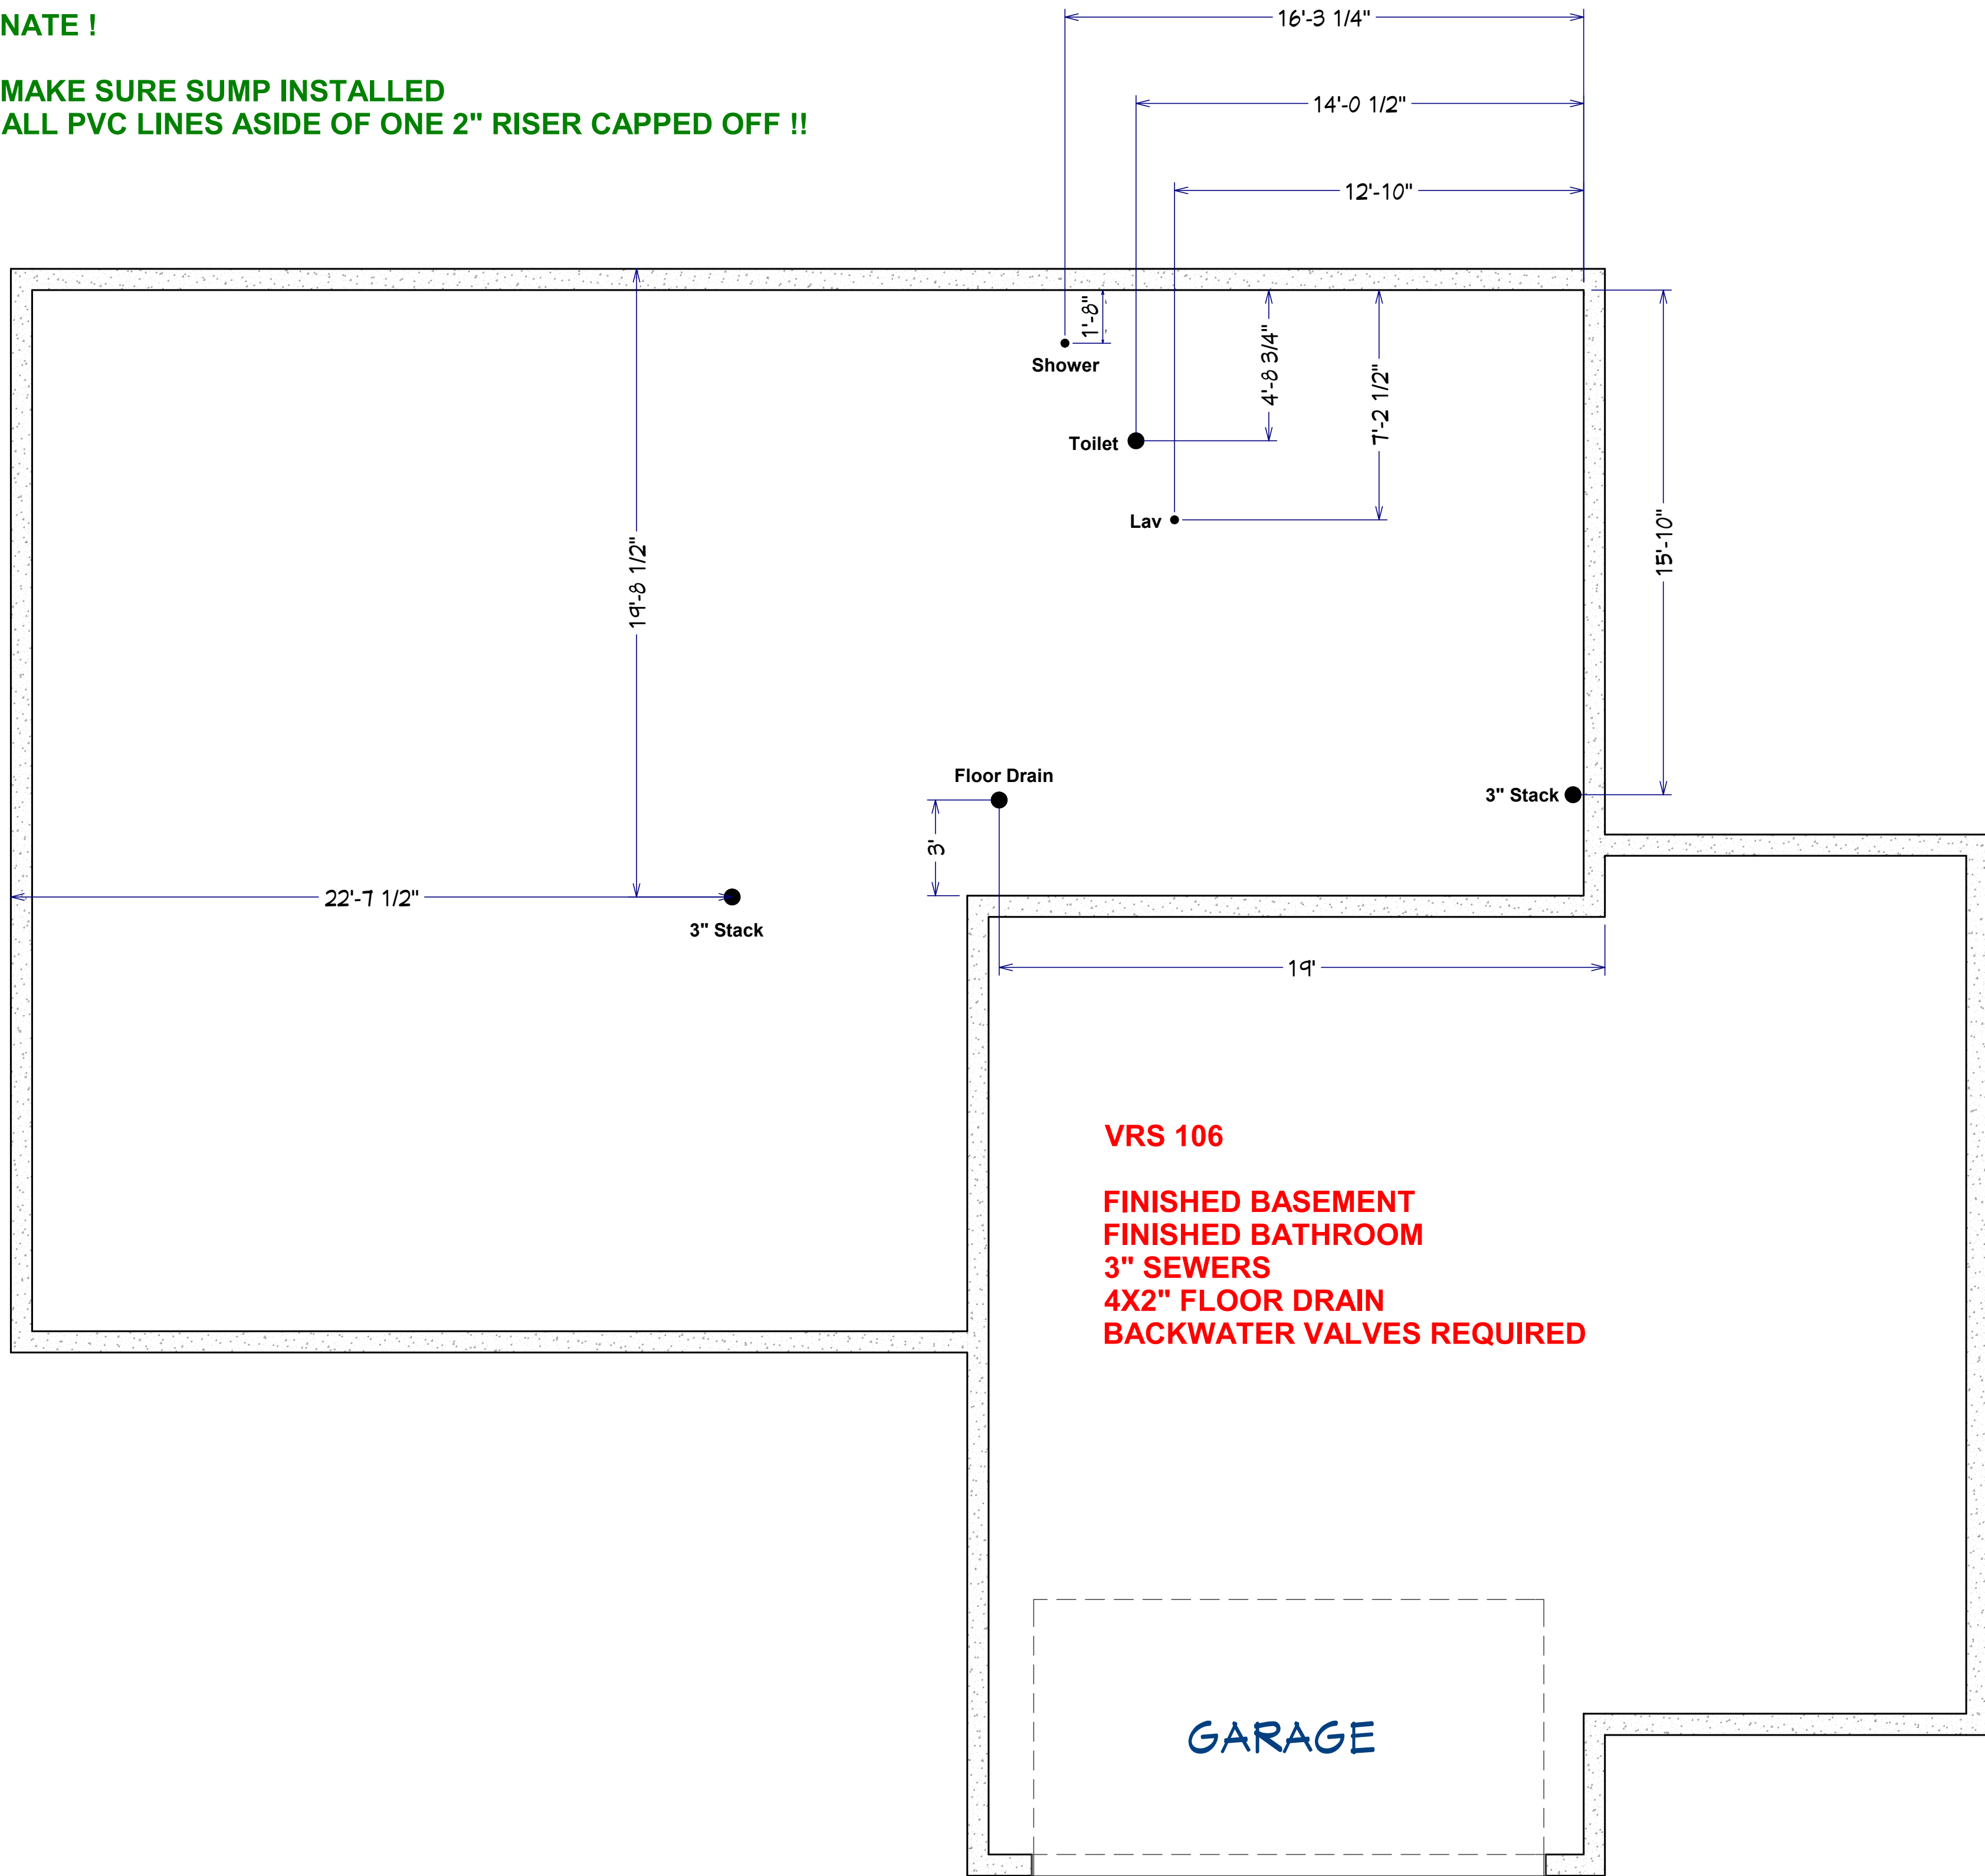 NATE !
MAKE SURE SUMP INSTALLED
ALL PVC LINES ASIDE OF ONE 2" RISER CAPPED OFF !!
16'-3 1/4"
14'-0 1/2"
12'-10"
1'-8"
Shower
4'-8 3/4"
7'-2 1/2"
Toilet
Lav
15'-10"
19'-8 1/2"
Floor Drain
3" Stack
3'
22'-7 1/2"
3" Stack
19'
VRS 106
FINISHED BASEMENT
FINISHED BATHROOM
3" SEWERS
4X2" FLOOR DRAIN
BACKWATER VALVES REQUIRED
GARAGE